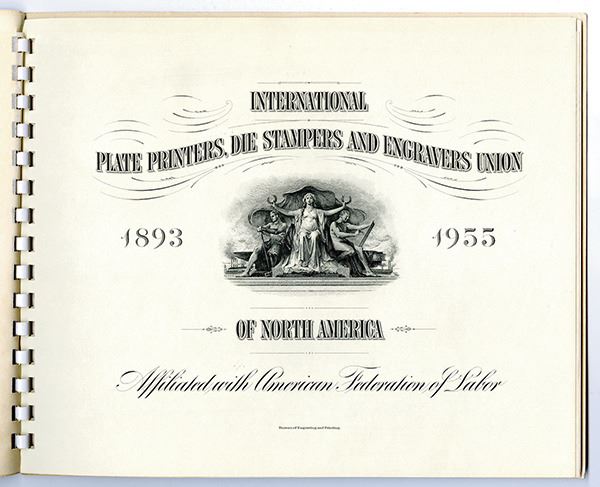 INTERNATIONAL
PLATE PRINTERS, DIE STAMPERS AND ENGRAVERS UNION
1893 1955
OF NORTH AMERICA
Affiliated with American Federation of Labor
Bureau of Engraving and Printing